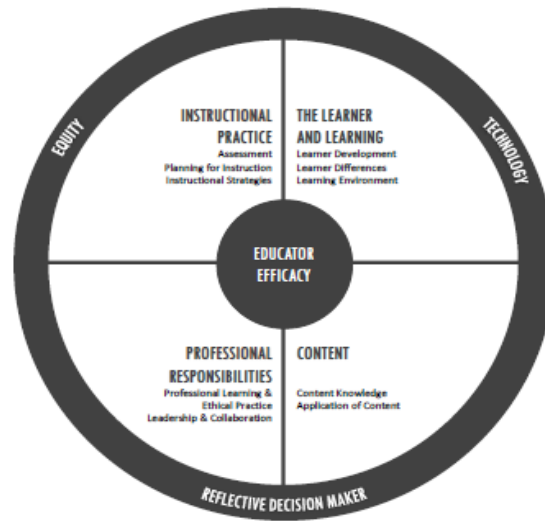 EQUITY
TECHNOLOGY
INSTRUCTIONAL
PRACTICE
Assessment
Planning for Instruction
Instructional Strategies
THE LEARNER
AND LEARNING
Learner Development
Learner Differences
Learning Environment
EDUCATOR
EFFICACY
PROFESSIONAL
RESPONSIBILITIES
Professional Learning &
Ethical Practice
Leadership & Collaboration
CONTENT
Content Knowledge
Application of Content
REFLECTIVE DECISION MAKER